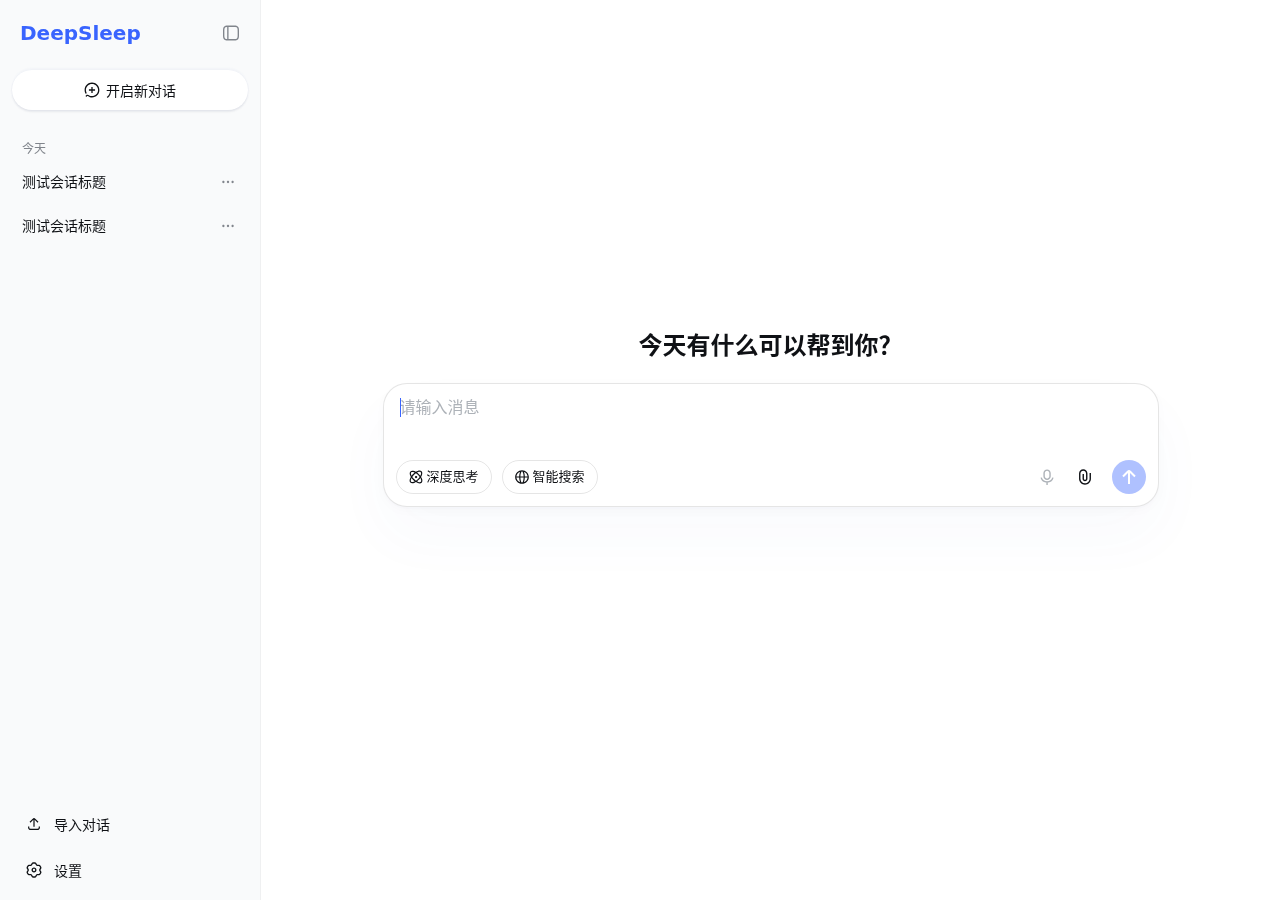 DeepSleep
开启新对话
今天
测试会话标题
测试会话标题
导入对话
设置
今天有什么可以帮到你?
请输入消息
深度思考
智能搜索